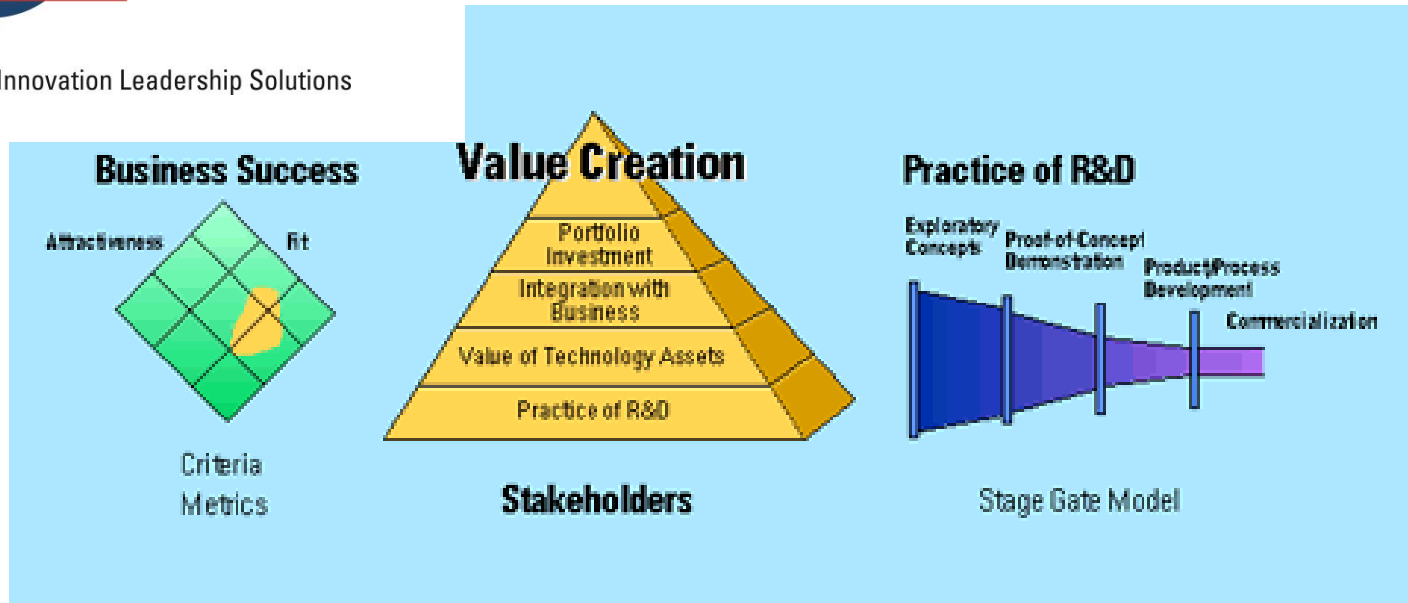 Innovation Leadership Solutions
Business Success
Attractiveness
Fit
Criteria
Metrics
Value Creation
Portfolio
Investment
Integration with
Business
Value of Technology Assets
Practice of R&D
Stakeholders
Practice of R&D
Exploratory
Concepts
Proof-of-Concept
Demonstration
Product/Process
Development
Commercialization
Stage Gate Model